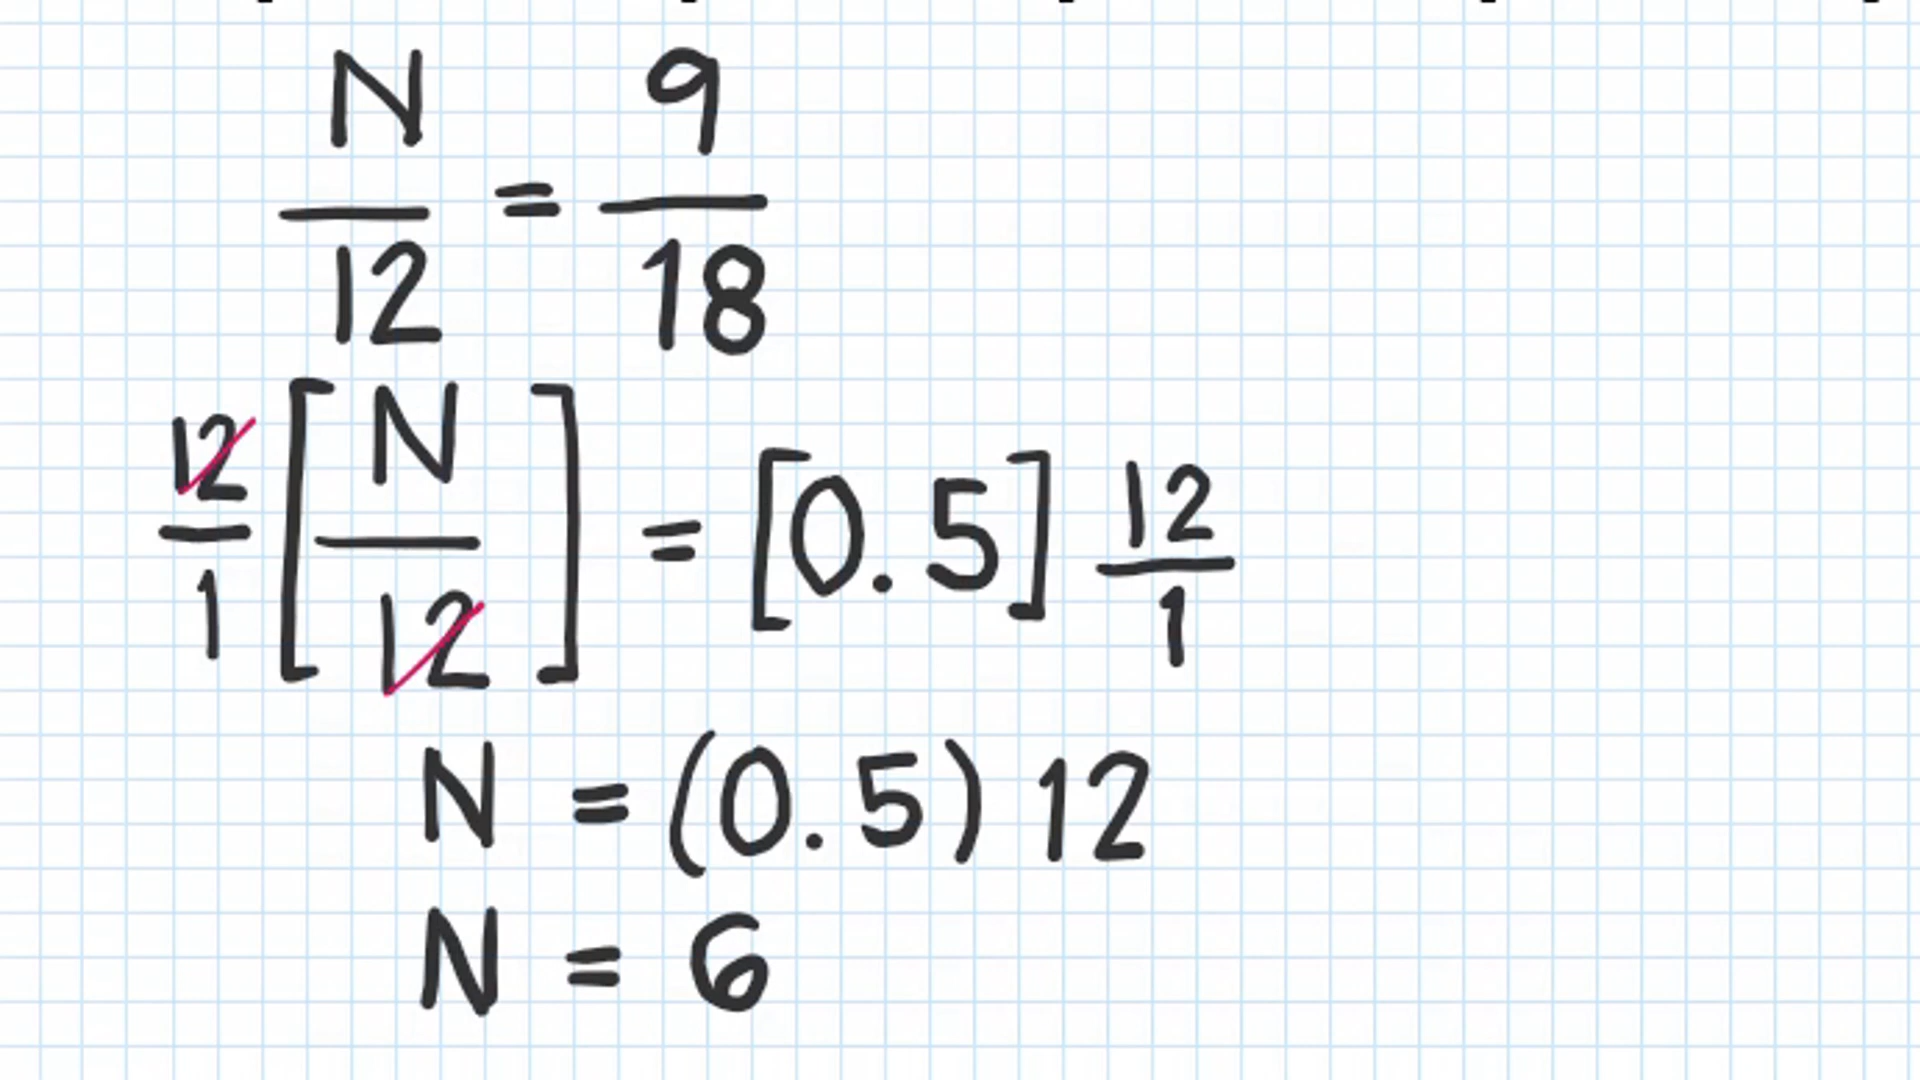 N/12 = 9/18
12/1 [N/12] = [0.5] 12/1
N = (0.5) 12
N = 6